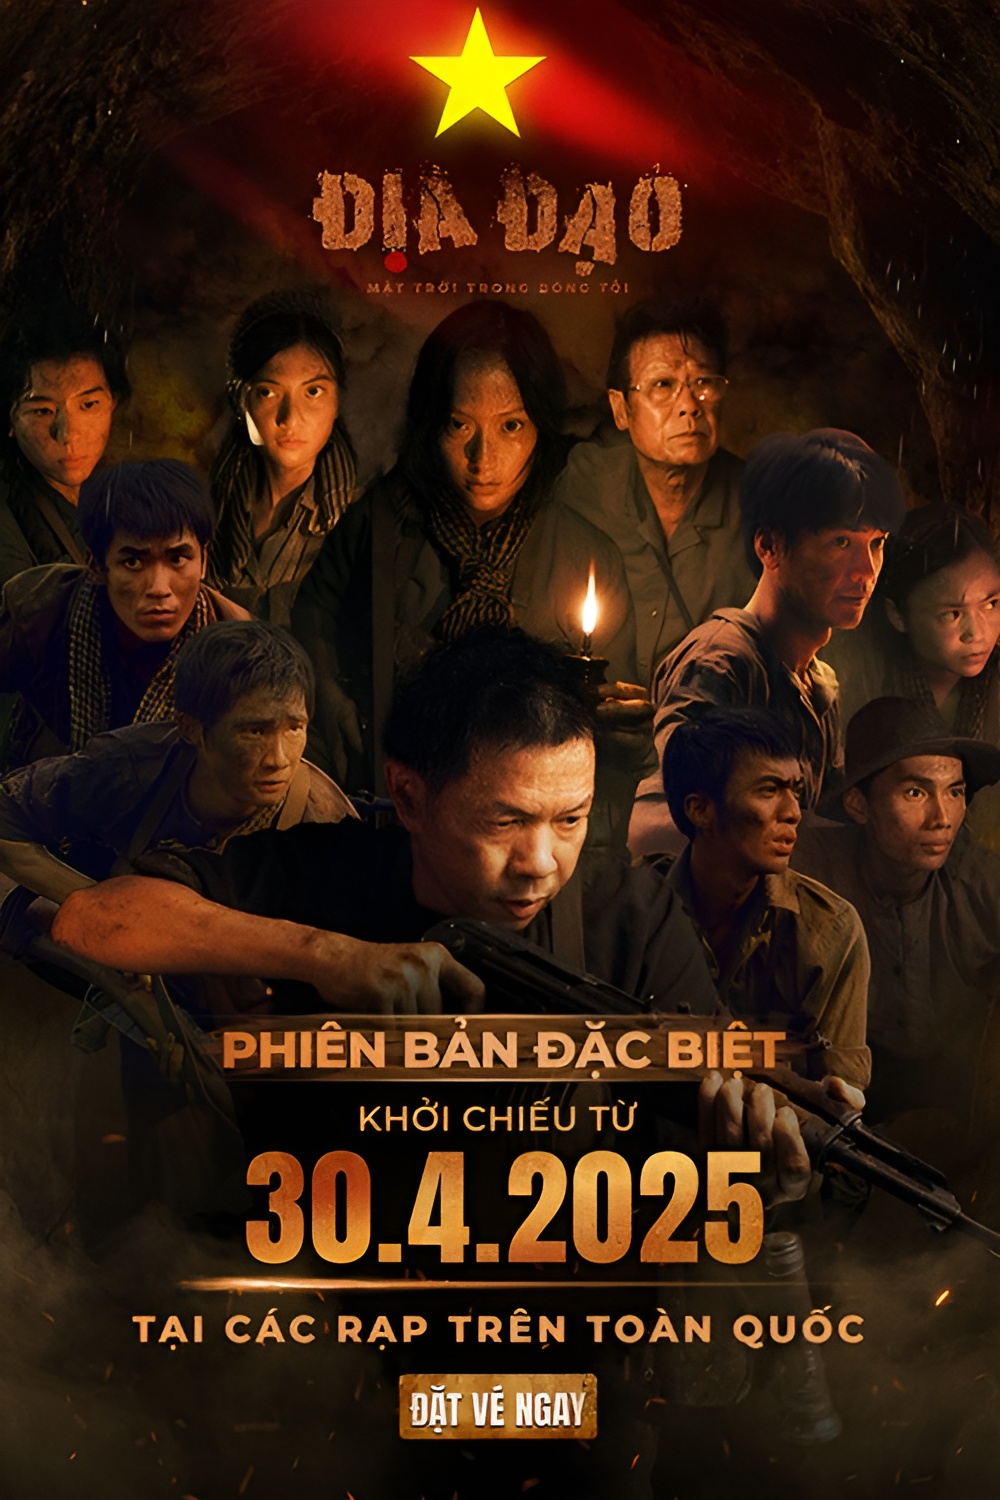 ĐỊA ĐẠO
MẶT TRỜI TRONG BÓNG TỐI
PHIÊN BẢN ĐẶC BIỆT
KHỞI CHIẾU TỪ
30.4.2025
TẠI CÁC RẠP TRÊN TOÀN QUỐC
ĐẶT VÉ NGAY